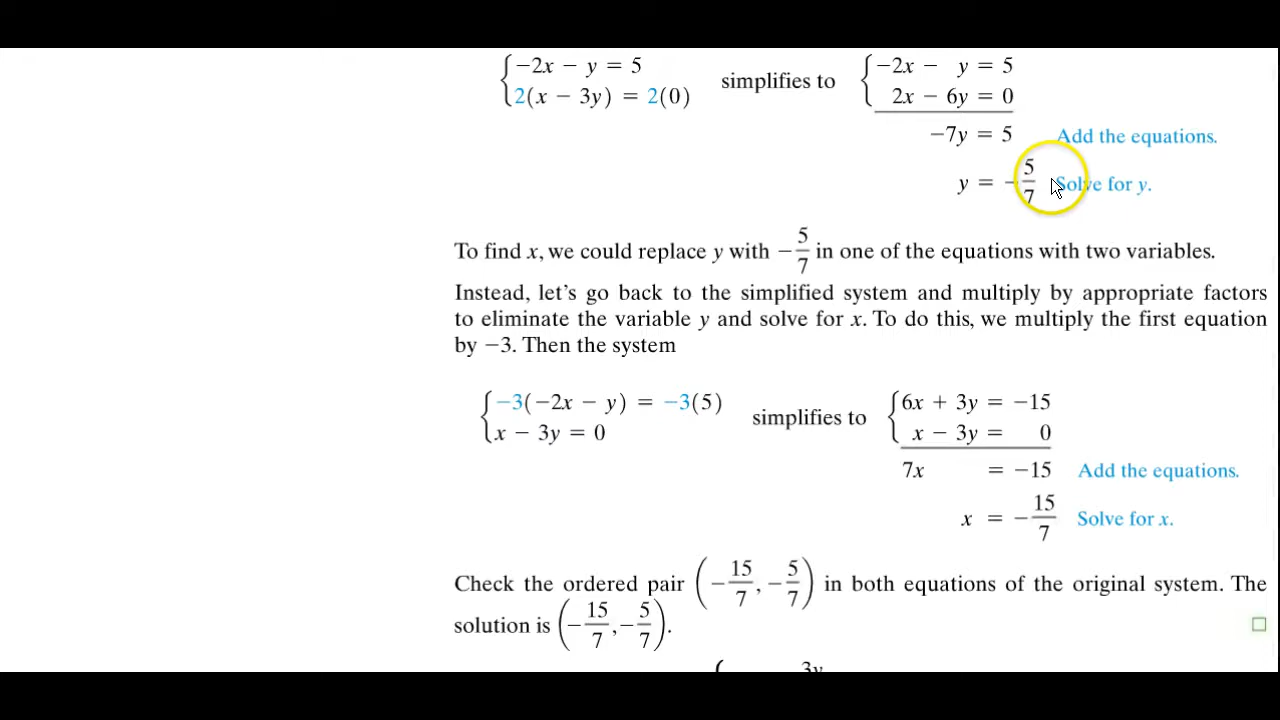 −2x − y = 5 simplifies to −2x − y = 5
2(x − 3y) = 2(0) 2x − 6y = 0
−7y = 5 Add the equations.
y = −5/7 Solve for y.
To find x, we could replace y with −5/7 in one of the equations with two variables.
Instead, let's go back to the simplified system and multiply by appropriate factors
to eliminate the variable y and solve for x. To do this, we multiply the first equation
by −3. Then the system
−3(−2x − y) = −3(5) simplifies to 6x + 3y = −15
x − 3y = 0 x − 3y = 0
7x = −15 Add the equations.
x = −15/7 Solve for x.
Check the ordered pair (−15/7, −5/7) in both equations of the original system. The
solution is (−15/7, −5/7).
3y